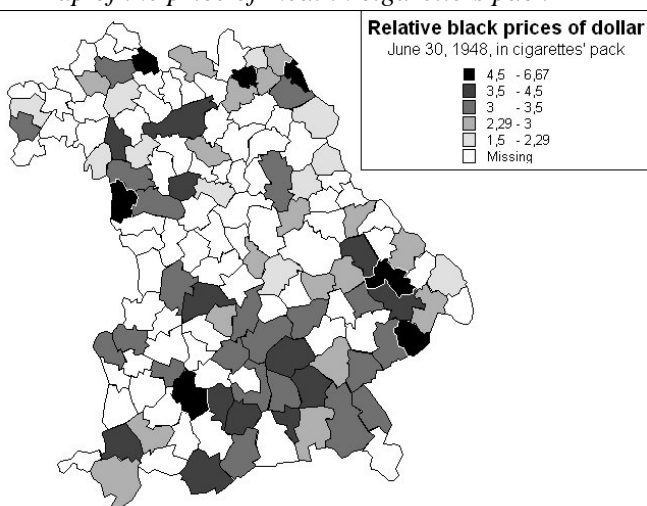 Relative black prices of dollar
June 30, 1948, in cigarettes' pack
4,5 - 6,67
3,5 - 4,5
3 - 3,5
2,29 - 3
1,5 - 2,29
Missing